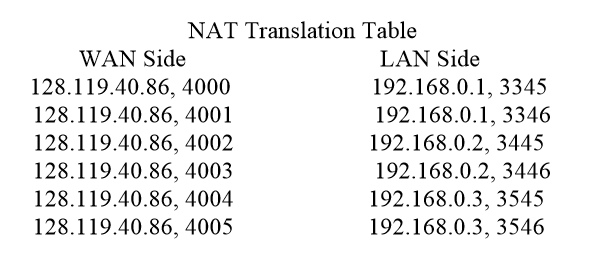 NAT Translation Table
WAN Side LAN Side
128.119.40.86, 4000 192.168.0.1, 3345
128.119.40.86, 4001 192.168.0.1, 3346
128.119.40.86, 4002 192.168.0.2, 3445
128.119.40.86, 4003 192.168.0.2, 3446
128.119.40.86, 4004 192.168.0.3, 3545
128.119.40.86, 4005 192.168.0.3, 3546